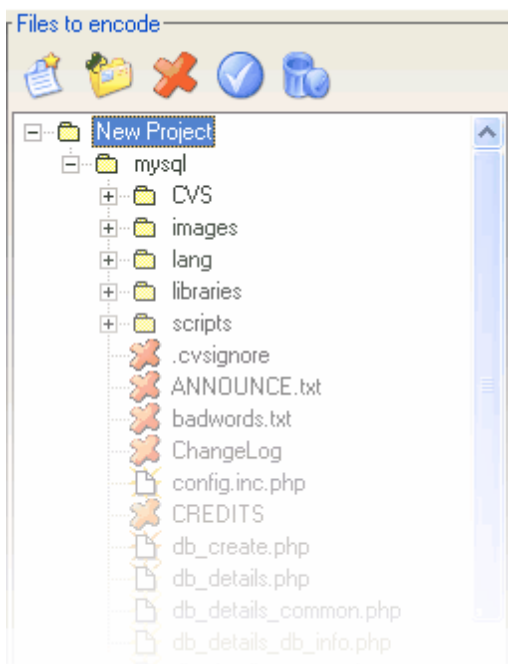 Files to encode
New Project
mysql
CVS
images
lang
libraries
scripts
.cvsignore
ANNOUNCE.txt
badwords.txt
ChangeLog
config.inc.php
CREDITS
db_create.php
db_details.php
db_details_common.php
db_details_db_info.php